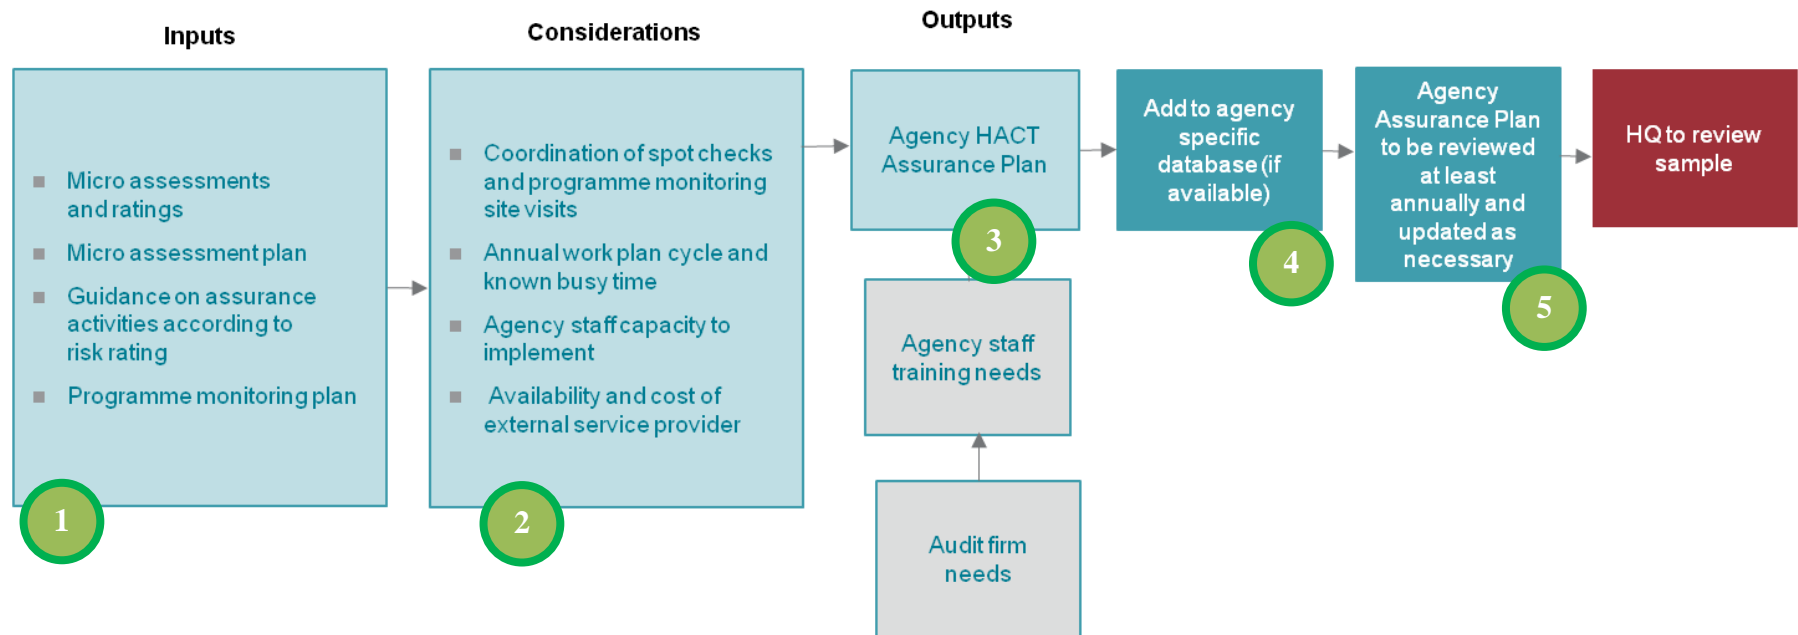 Inputs
Considerations
Outputs
Micro assessments
and ratings
Micro assessment plan
Guidance on assurance
activities according to
risk rating
Programme monitoring plan
1
Coordination of spot checks
and programme monitoring
site visits
Annual work plan cycle and
known busy time
Agency staff capacity to
implement
Availability and cost of
external service provider
2
Agency HACT
Assurance Plan
3
Agency staff
training needs
Audit firm
needs
Add to agency
specific
database (if
available)
4
Agency
Assurance Plan
to be reviewed
at least
annually and
updated as
necessary
5
HQ to review
sample